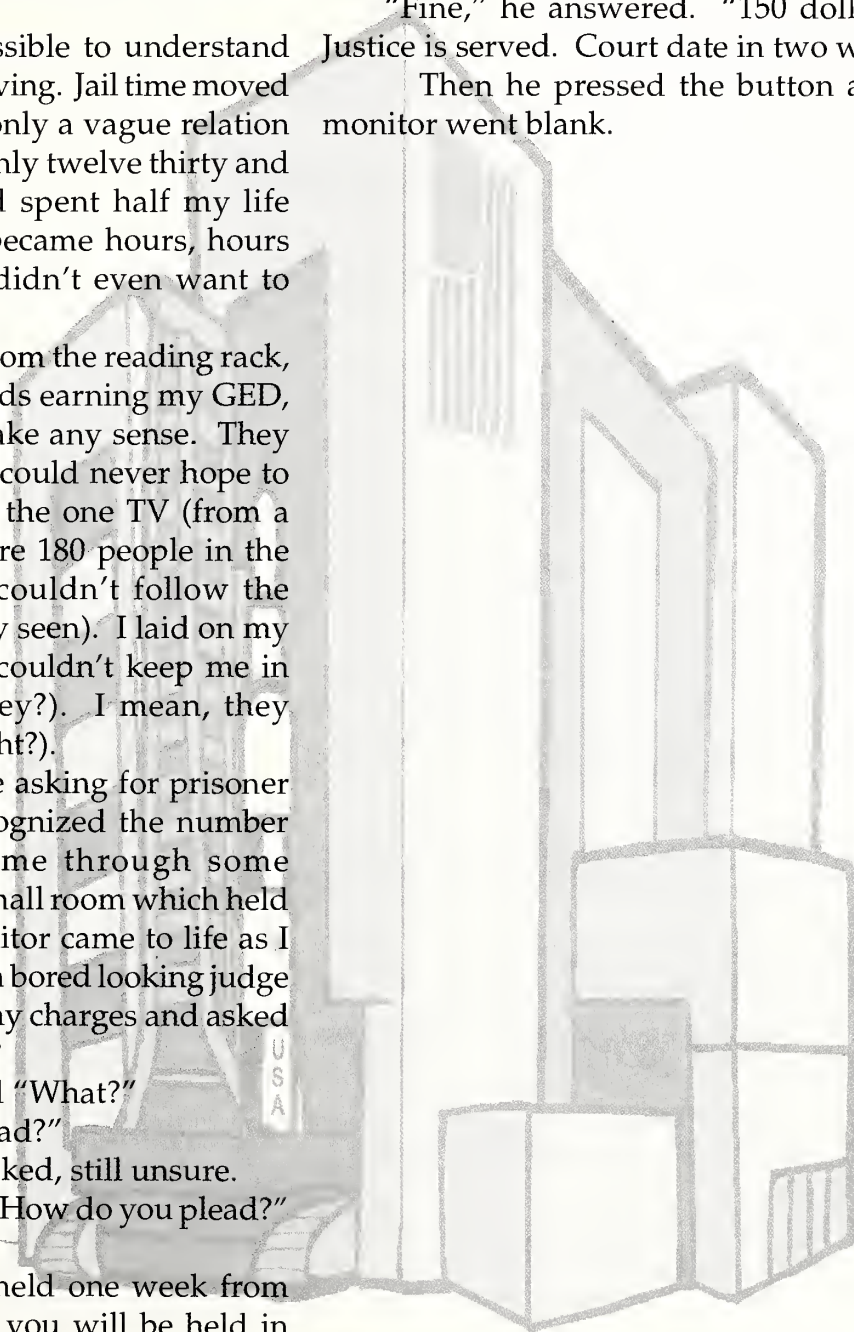 ssible to understand
ving. Jail time moved
only a vague relation
nly twelve thirty and
d spent half my life
became hours, hours
didn't even want to
om the reading rack,
ds earning my GED,
ake any sense. They
could never hope to
the one TV (from a
re 180 people in the
couldn't follow the
y seen). I laid on my
couldn't keep me in
ey?). I mean, they
ht?).
e asking for prisoner
ognized the number
me through some
nall room which held
itor came to life as I
a bored looking judge
ny charges and asked
"What?"
ad?"
ked, still unsure.
How do you plead?"
held one week from
you will be held in
"Fine," he answered. "150 doll
Justice is served. Court date in two w
Then he pressed the button a
monitor went blank.
USA